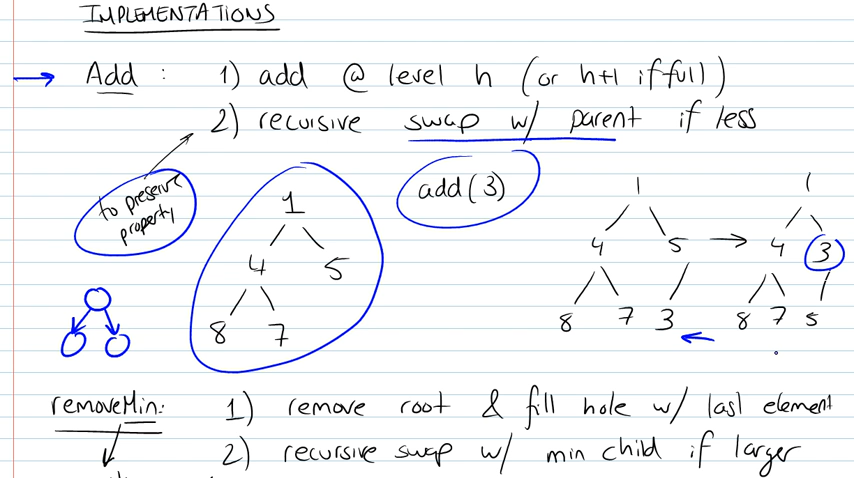 IMPLEMENTATIONS
Add : 1) add @ level h (or h+1 if full)
2) recursive swap w/ parent if less
to preserve
property
add(3)
1
4 5
8 7
1
4 5
8 7 3
1
4 3
8 7 5
removeMin: 1) remove root & fill hole w/ last element
2) recursive swap w/ min child if larger